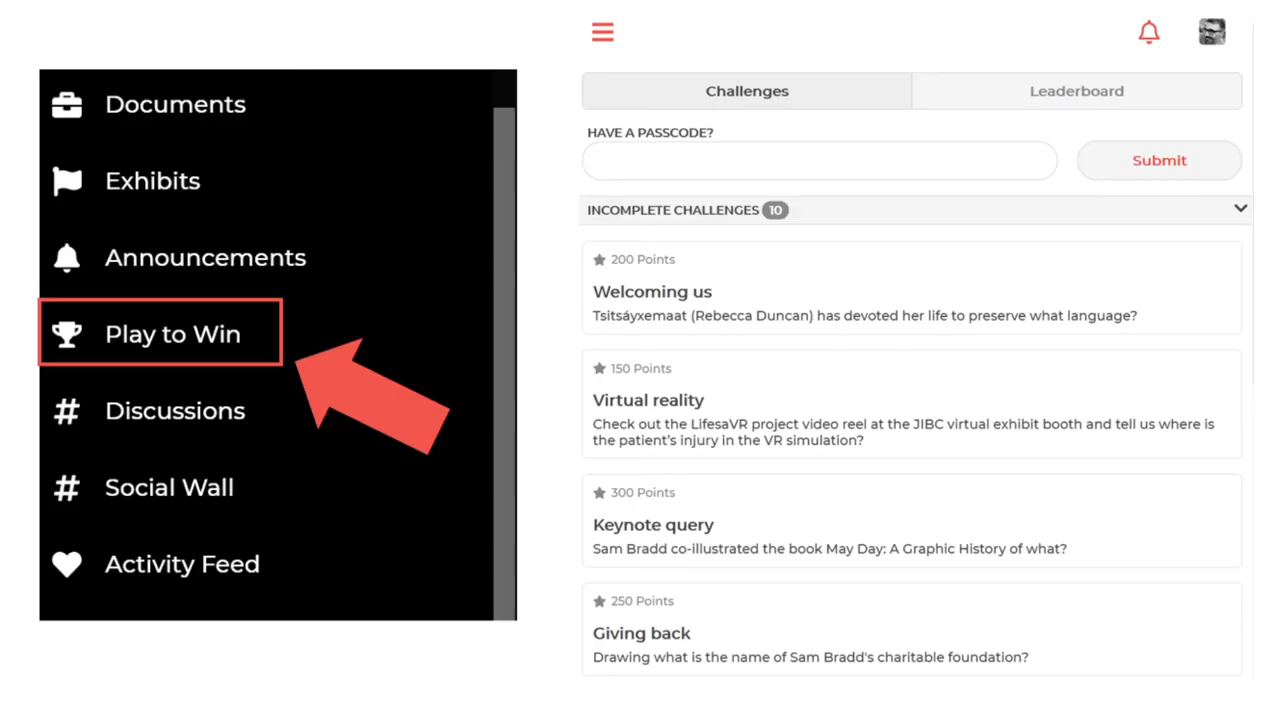 Documents
Exhibits
Announcements
Play to Win
Discussions
Social Wall
Activity Feed
Challenges
Leaderboard
HAVE A PASSCODE?
Submit
INCOMPLETE CHALLENGES 10
200 Points
Welcoming us
Tsitsáyxemaat (Rebecca Duncan) has devoted her life to preserve what language?
150 Points
Virtual reality
Check out the LifesaVR project video reel at the JIBC virtual exhibit booth and tell us where is
the patient's injury in the VR simulation?
300 Points
Keynote query
Sam Bradd co-illustrated the book May Day: A Graphic History of what?
250 Points
Giving back
Drawing what is the name of Sam Bradd's charitable foundation?